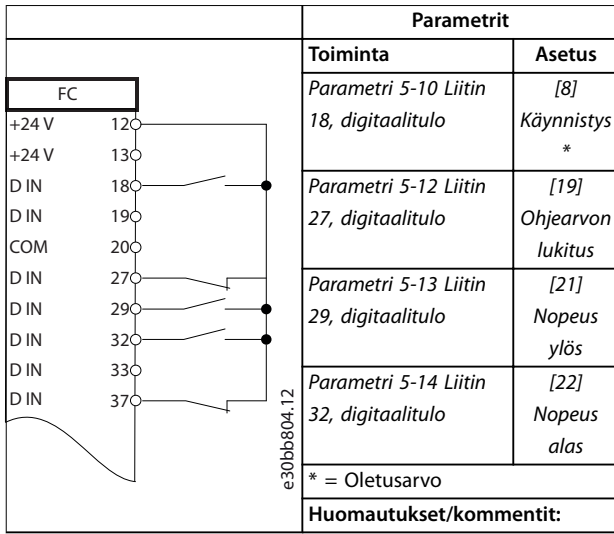 FC
+24 V 12
+24 V 13
D IN 18
D IN 19
COM 20
D IN 27
D IN 29
D IN 32
D IN 33
D IN 37
e30bb804.12
Parametrit
Toiminta Asetus
Parametri 5-10 Liitin [8]
18, digitaalitulo Käynnistys
*
Parametri 5-12 Liitin [19]
27, digitaalitulo Ohjearvon
lukitus
Parametri 5-13 Liitin [21]
29, digitaalitulo Nopeus
ylös
Parametri 5-14 Liitin [22]
32, digitaalitulo Nopeus
alas
* = Oletusarvo
Huomautukset/kommentit: